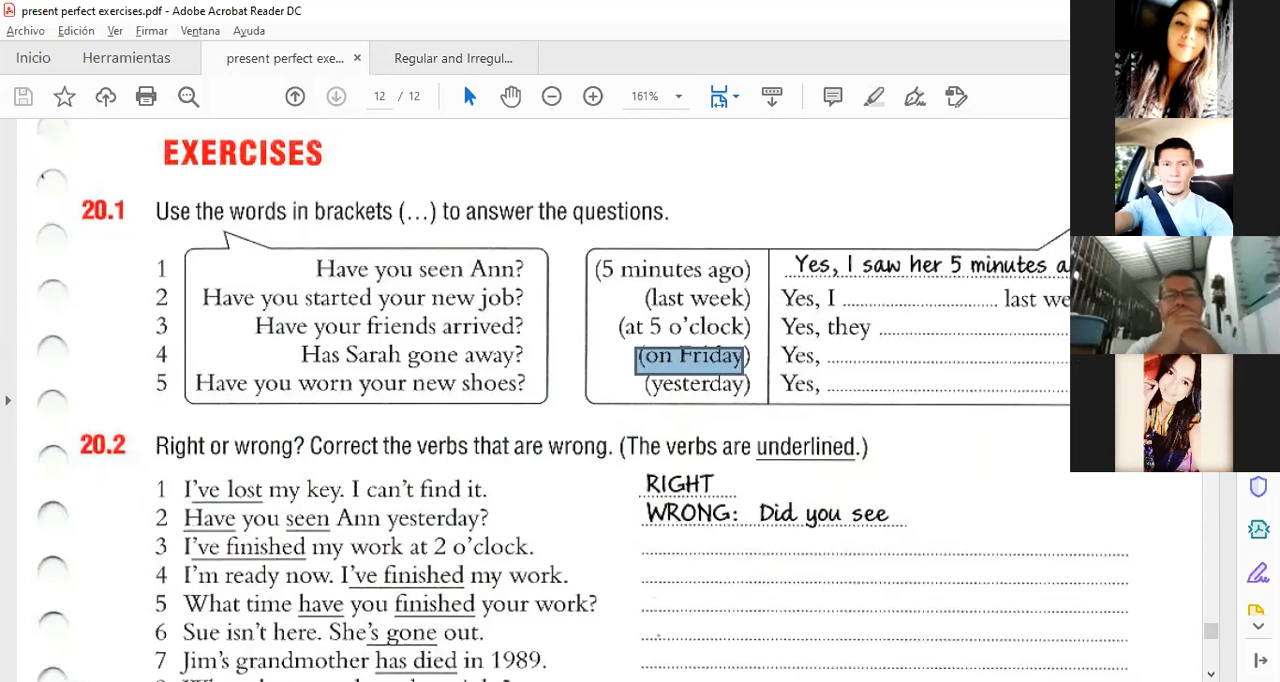 present perfect exercises.pdf - Adobe Acrobat Reader DC
Archivo Edición Ver Firmar Ventana Ayuda
Inicio Herramientas present perfect exe... × Regular and Irregul...
12 / 12 161%
EXERCISES
20.1 Use the words in brackets (...) to answer the questions.
1 Have you seen Ann? (5 minutes ago) Yes, I saw her 5 minutes a
2 Have you started your new job? (last week) Yes, I .................... last we
3 Have your friends arrived? (at 5 o'clock) Yes, they ....................
4 Has Sarah gone away? (on Friday) Yes, ....................
5 Have you worn your new shoes? (yesterday) Yes, ....................
20.2 Right or wrong? Correct the verbs that are wrong. (The verbs are underlined.)
1 I've lost my key. I can't find it. RIGHT
2 Have you seen Ann yesterday? WRONG: Did you see
3 I've finished my work at 2 o'clock.
4 I'm ready now. I've finished my work.
5 What time have you finished your work?
6 Sue isn't here. She's gone out.
7 Jim's grandmother has died in 1989.